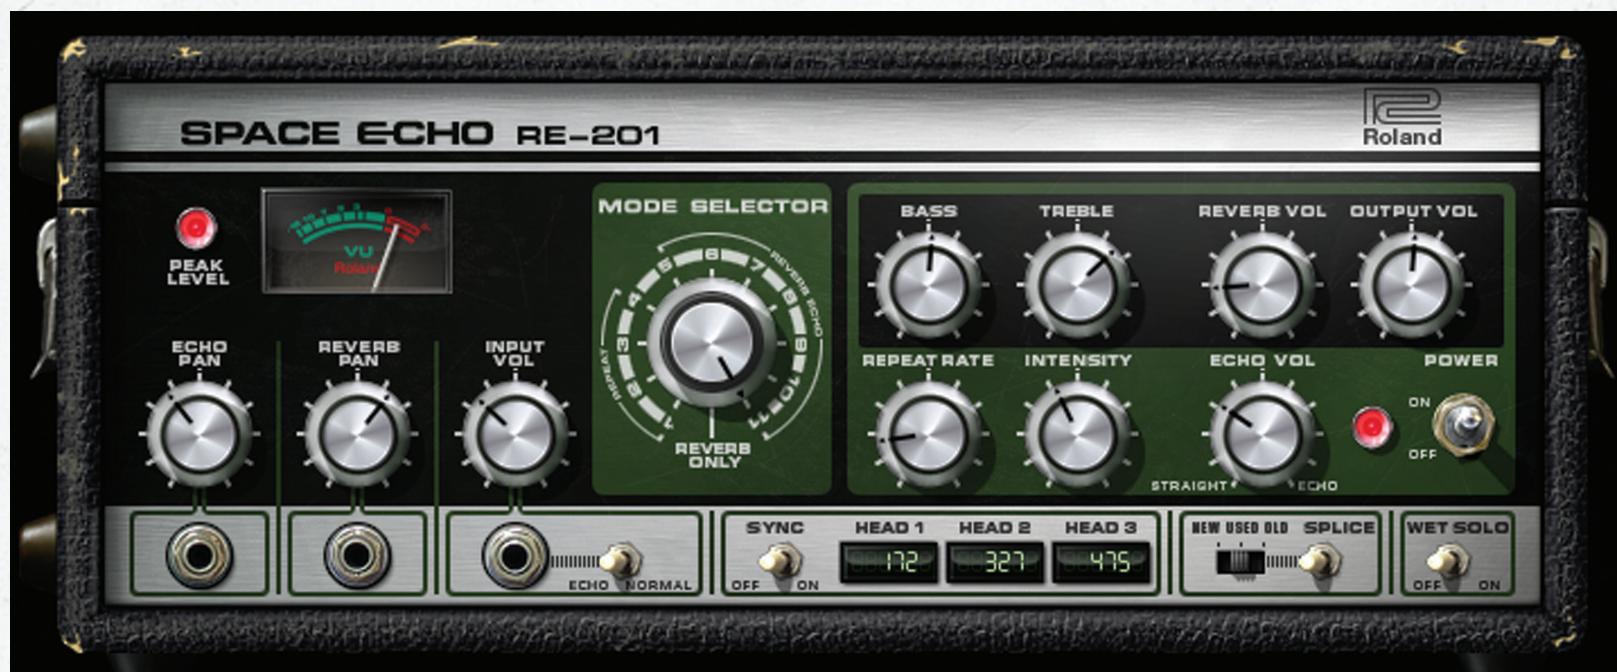 SPACE ECHO RE-201
Roland
PEAK
LEVEL
VU
Roland
MODE SELECTOR
1 2 3 4 5 6 7 8 9 10 11
REPEAT
REVERB ECHO
REVERB
ONLY
BASS TREBLE REVERB VOL OUTPUT VOL
ECHO
PAN
REVERB
PAN
INPUT
VOL
REPEAT RATE INTENSITY ECHO VOL POWER
ON
OFF
STRAIGHT ECHO
ECHO NORMAL
SYNC
OFF ON
HEAD 1 HEAD 2 HEAD 3
172 327 475
NEW USED OLD SPLICE
WET SOLO
OFF ON